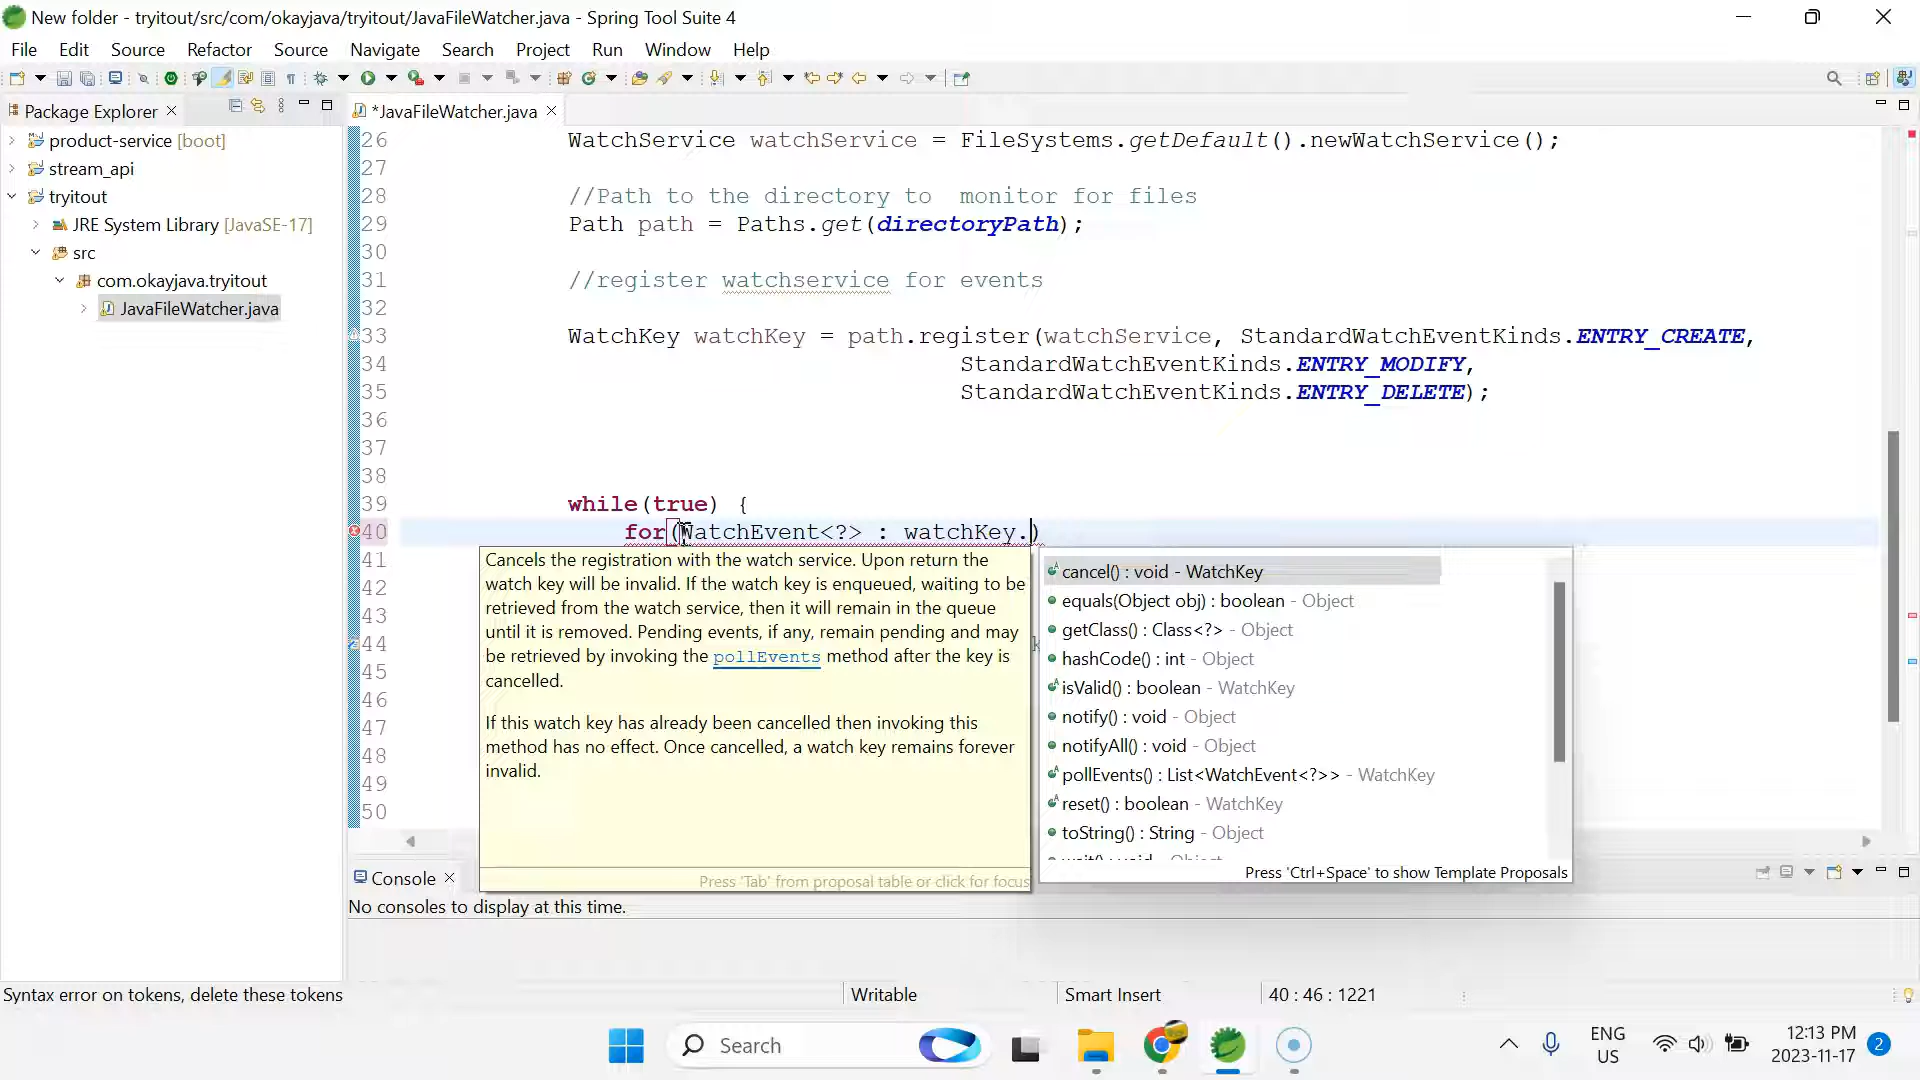 New folder - tryitout/src/com/okayjava/tryitout/JavaFileWatcher.java - Spring Tool Suite 4
File Edit Source Refactor Source Navigate Search Project Run Window Help
Package Explorer
*JavaFileWatcher.java
product-service [boot]
stream_api
tryitout
JRE System Library [JavaSE-17]
src
com.okayjava.tryitout
JavaFileWatcher.java
26 WatchService watchService = FileSystems.getDefault().newWatchService();
27
28 //Path to the directory to  monitor for files
29 Path path = Paths.get(directoryPath);
30
31 //register watchservice for events
32
33 WatchKey watchKey = path.register(watchService, StandardWatchEventKinds.ENTRY_CREATE,
34 StandardWatchEventKinds.ENTRY_MODIFY,
35 StandardWatchEventKinds.ENTRY_DELETE);
36
37
38
39 while(true) {
40 for(WatchEvent<?> : watchKey.)
41
42
43
44
45
46
47
48
49
50
Cancels the registration with the watch service. Upon return the
watch key will be invalid. If the watch key is enqueued, waiting to be
retrieved from the watch service, then it will remain in the queue
until it is removed. Pending events, if any, remain pending and may
be retrieved by invoking the pollEvents method after the key is
cancelled.
If this watch key has already been cancelled then invoking this
method has no effect. Once cancelled, a watch key remains forever
invalid.
Press 'Tab' from proposal table or click for focus
cancel() : void - WatchKey
equals(Object obj) : boolean - Object
getClass() : Class<?> - Object
hashCode() : int - Object
isValid() : boolean - WatchKey
notify() : void - Object
notifyAll() : void - Object
pollEvents() : List<WatchEvent<?>> - WatchKey
reset() : boolean - WatchKey
toString() : String - Object
Press 'Ctrl+Space' to show Template Proposals
Console
No consoles to display at this time.
Syntax error on tokens, delete these tokens
Writable
Smart Insert
40 : 46 : 1221
Search
ENG
US
12:13 PM
2023-11-17
2